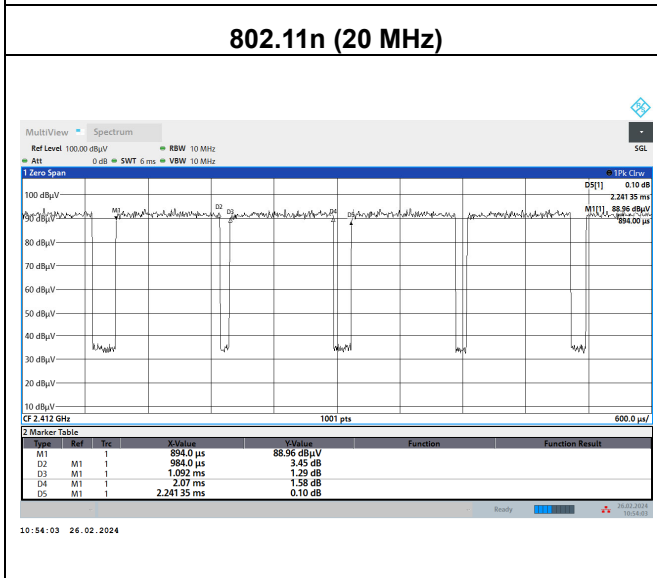 802.11n (20 MHz)
MultiView Spectrum
Ref Level 100.00 dBµV RBW 10 MHz SGL
Att 0 dB SWT 6 ms VBW 10 MHz
1 Zero Span 1Pk Clrw
D5[1] 0.10 dB
2.241 35 ms
M1[1] 88.96 dBµV
894.00 µs
100 dBµV
M1 D2 D3 D4 D5
90 dBµV
80 dBµV
70 dBµV
60 dBµV
50 dBµV
40 dBµV
30 dBµV
20 dBµV
10 dBµV
CF 2.412 GHz 1001 pts 600.0 µs/
2 Marker Table
Type Ref Trc X-Value Y-Value Function Function Result
M1 1 894.0 µs 88.96 dBµV
D2 M1 1 984.0 µs 3.45 dB
D3 M1 1 1.092 ms 1.29 dB
D4 M1 1 2.07 ms 1.58 dB
D5 M1 1 2.241 35 ms 0.10 dB
Ready 26.02.2024
10:54:03
10:54:03 26.02.2024